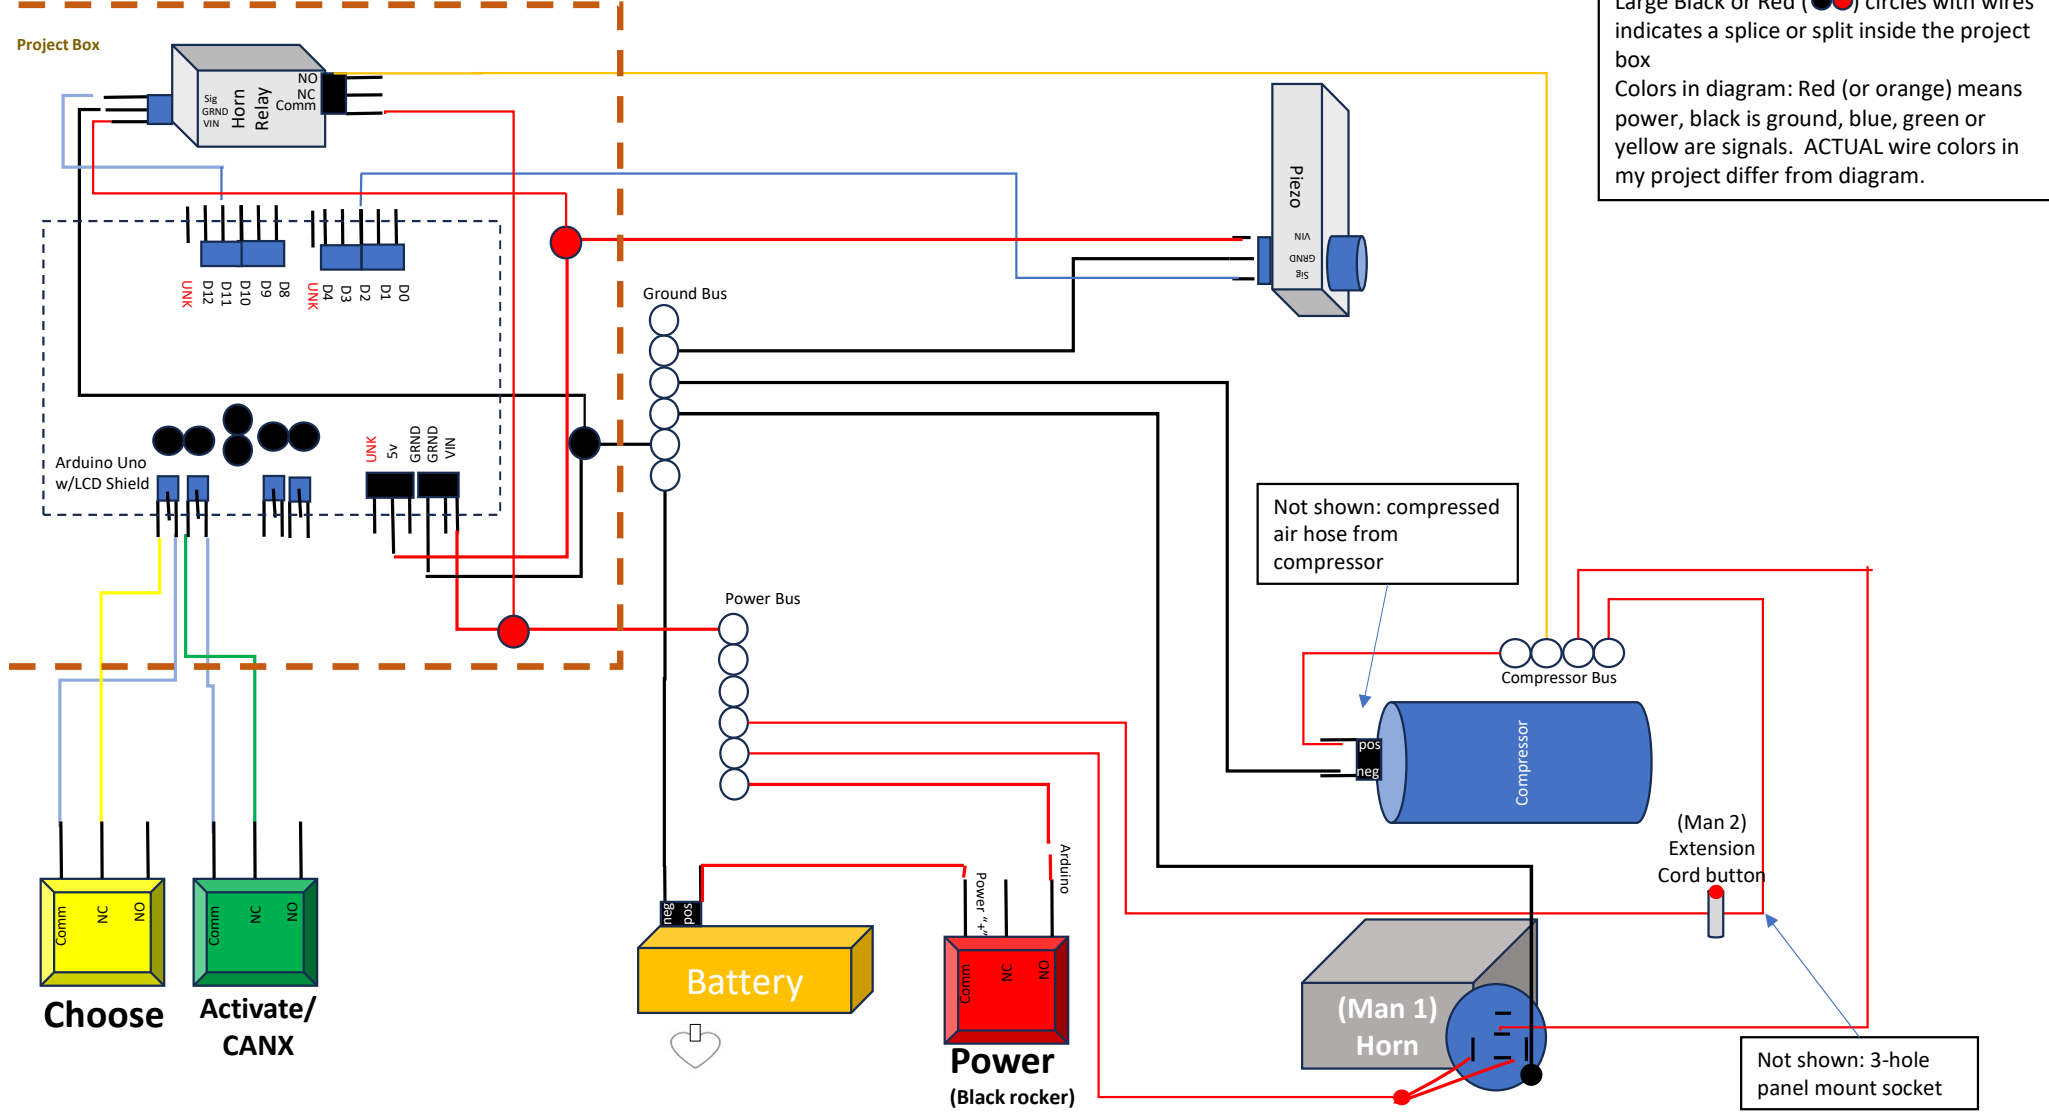 Large Black or Red ( ) circles with wires
indicates a splice or split inside the project
box
Colors in diagram: Red (or orange) means
power, black is ground, blue, green or
yellow are signals. ACTUAL wire colors in
my project differ from diagram.
Project Box
NO
NC
Comm
Sig
GRND
VIN
Horn
Relay
Piezo
VIN
GRND
Sig
UNK
D12
D11
D10
D9
D8
UNK
D4
D3
D2
D1
D0
Ground Bus
Arduino Uno
w/LCD Shield
UNK
5v
GRND
GRND
VIN
Not shown: compressed
air hose from
compressor
Power Bus
Compressor Bus
pos
neg
Compressor
(Man 2)
Extension
Cord button
Comm
NC
NO
Choose
Comm
NC
NO
Activate/
CANX
neg
pos
Battery
Power "+"
Arduino
Comm
NC
NO
Power
(Black rocker)
(Man 1)
Horn
Not shown: 3-hole
panel mount socket